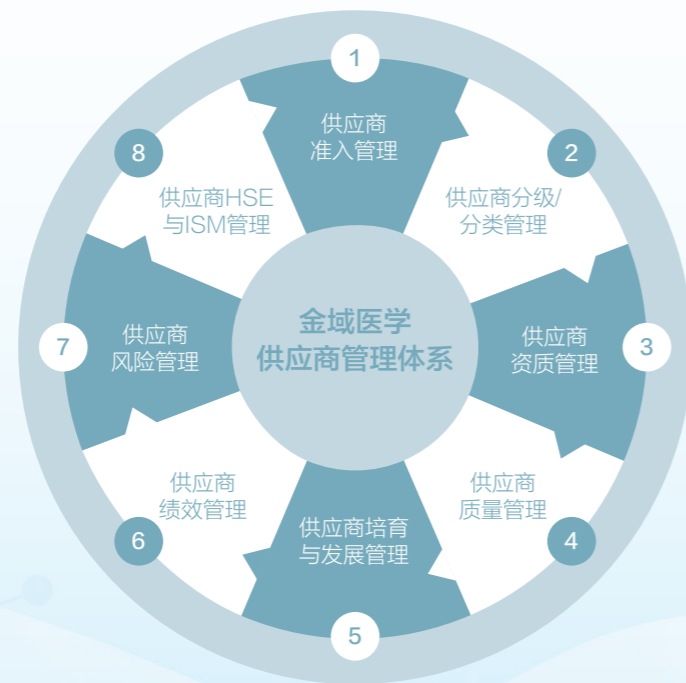 1
供应商
准入管理
2
供应商分级/
分类管理
3
供应商
资质管理
4
供应商
质量管理
5
供应商培育
与发展管理
6
供应商
绩效管理
7
供应商
风险管理
8
供应商HSE
与ISM管理
金域医学
供应商管理体系